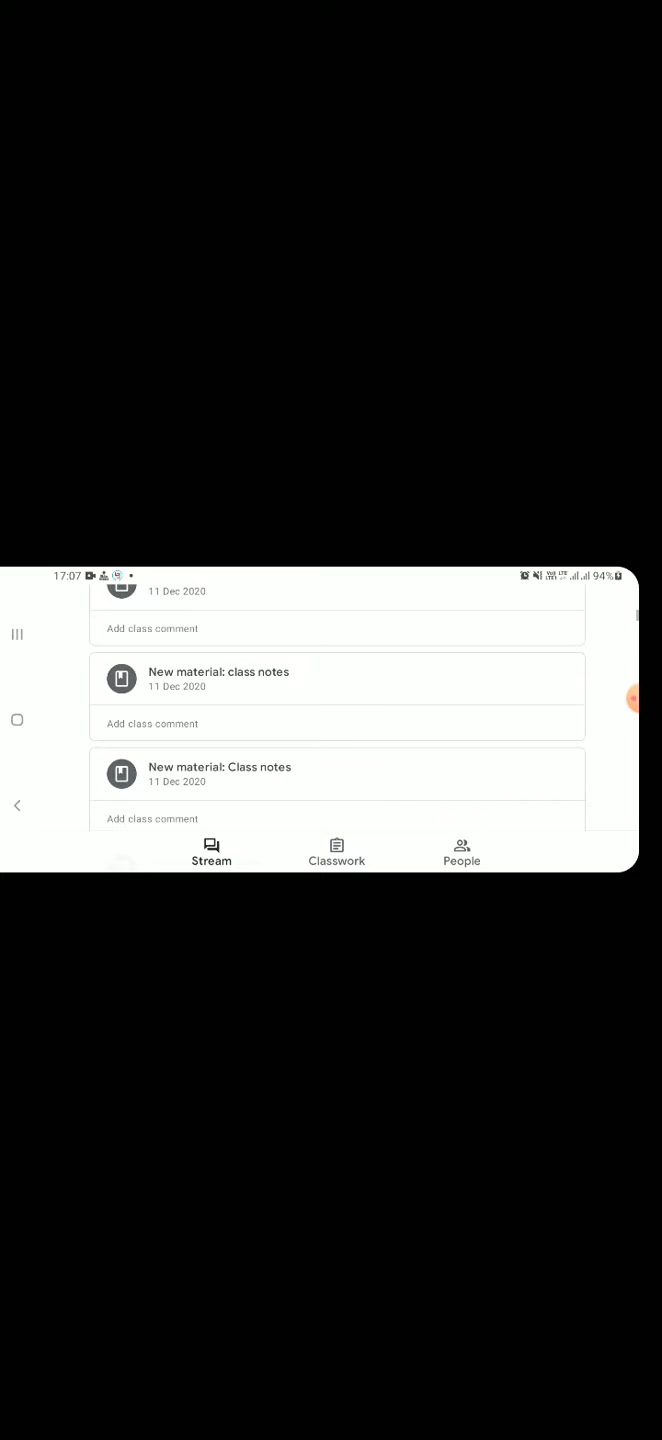 17:07 94%
11 Dec 2020
Add class comment
New material: class notes
11 Dec 2020
Add class comment
New material: Class notes
11 Dec 2020
Add class comment
Stream Classwork People